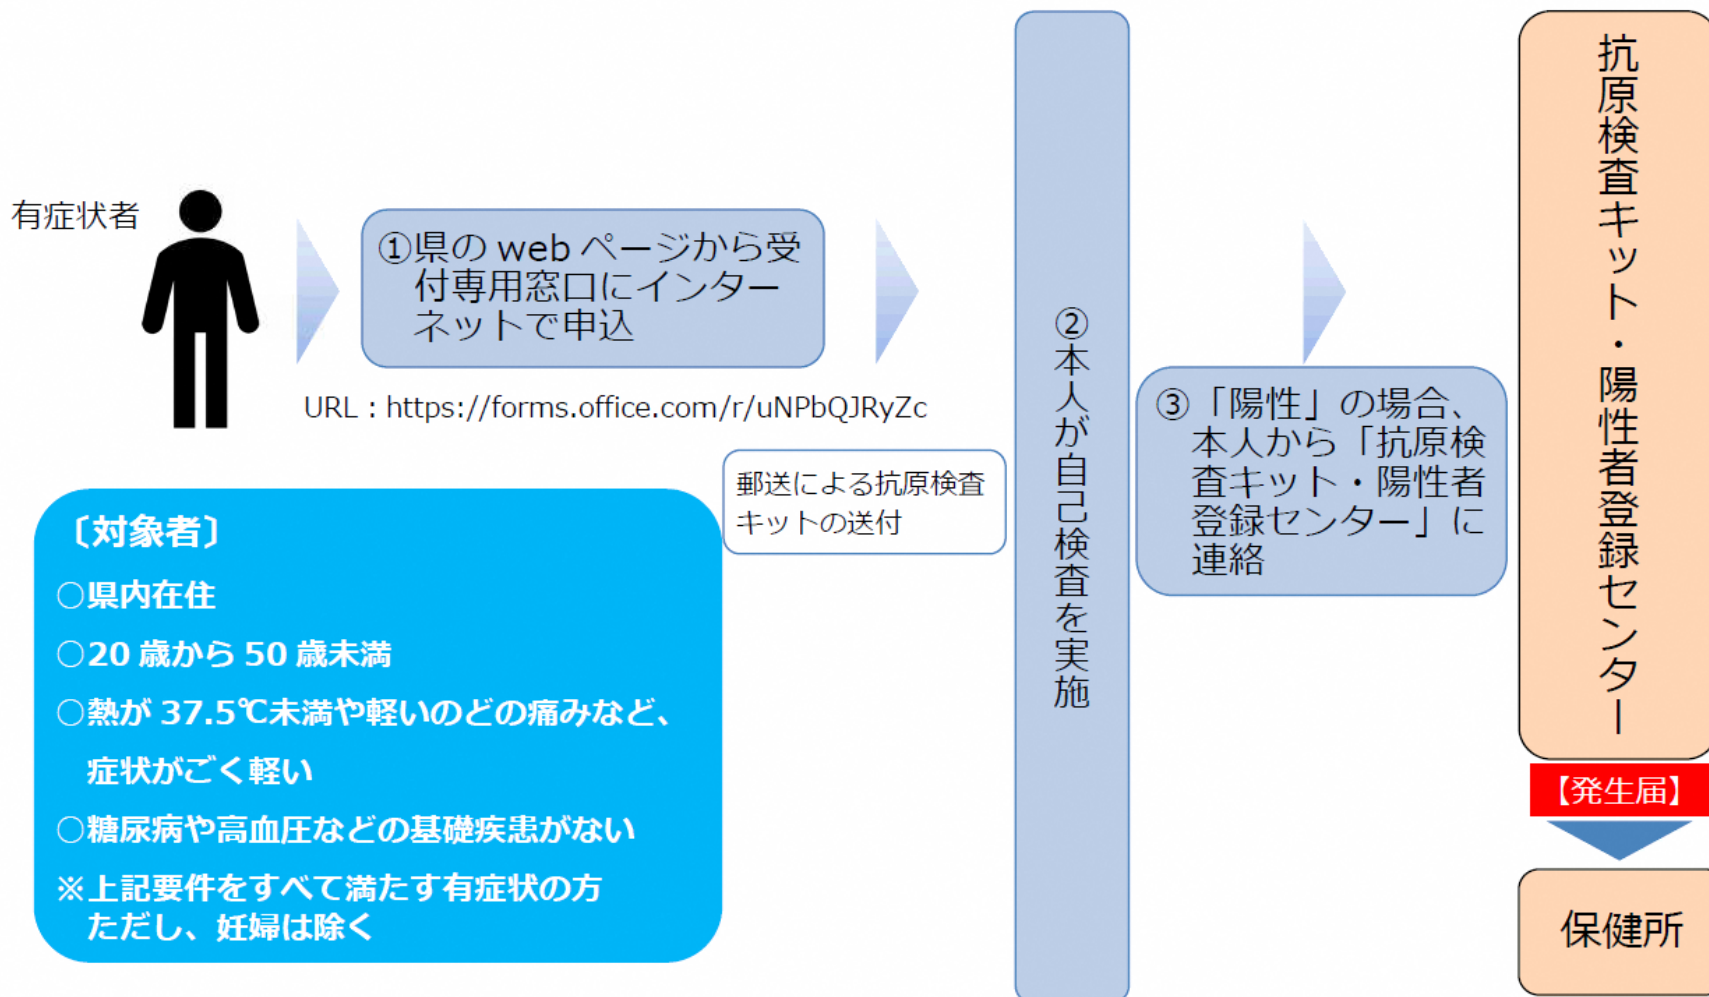 有症状者
①県の web ページから受
付専用窓口にインター
ネットで申込
URL：https://forms.office.com/r/uNPbQJRyZc
郵送による抗原検査
キットの送付
〔対象者〕
○県内在住
○20 歳から 50 歳未満
○熱が 37.5℃未満や軽いのどの痛みなど、
症状がごく軽い
○糖尿病や高血圧などの基礎疾患がない
※上記要件をすべて満たす有症状の方
ただし、妊婦は除く
②本人が自己検査を実施
③「陽性」の場合、
本人から「抗原検
査キット・陽性者
登録センター」に
連絡
抗原検査キット・陽性者登録センター
【発生届】
保健所